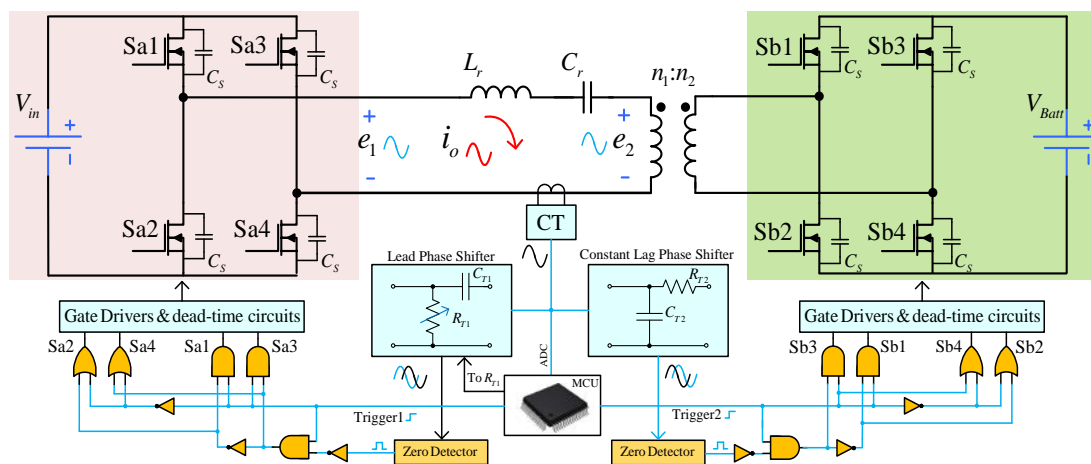 Sa1
Sa3
Sb1
Sb3
L_r
C_r
n_1:n_2
C_S
C_S
C_S
C_S
V_in
+
-
V_Batt
+
-
e_1
+
-
i_o
e_2
+
-
Sa2
Sa4
CT
Sb2
Sb4
C_S
C_S
C_S
C_S
Lead Phase Shifter
Constant Lag Phase Shifter
C_T1
R_T1
R_T2
C_T2
Gate Drivers & dead-time circuits
Gate Drivers & dead-time circuits
Sa2
Sa4
Sa1
Sa3
Sb3
Sb1
Sb4
Sb2
To R_T1
ADC
MCU
Trigger1
Trigger2
Zero Detector
Zero Detector